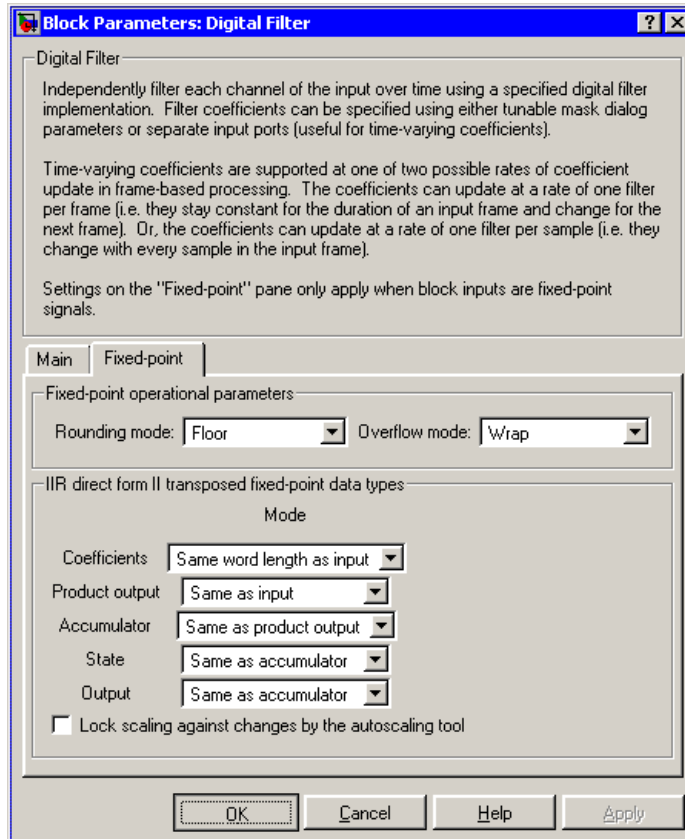 Block Parameters: Digital Filter
Digital Filter
Independently filter each channel of the input over time using a specified digital filter
implementation.  Filter coefficients can be specified using either tunable mask dialog
parameters or separate input ports (useful for time-varying coefficients).
Time-varying coefficients are supported at one of two possible rates of coefficient
update in frame-based processing.  The coefficients can update at a rate of one filter
per frame (i.e. they stay constant for the duration of an input frame and change for the
next frame).  Or, the coefficients can update at a rate of one filter per sample (i.e. they
change with every sample in the input frame).
Settings on the "Fixed-point" pane only apply when block inputs are fixed-point
signals.
Main Fixed-point
Fixed-point operational parameters
Rounding mode: Floor Overflow mode: Wrap
IIR direct form II transposed fixed-point data types
Mode
Coefficients Same word length as input
Product output Same as input
Accumulator Same as product output
State Same as accumulator
Output Same as accumulator
Lock scaling against changes by the autoscaling tool
OK Cancel Help Apply